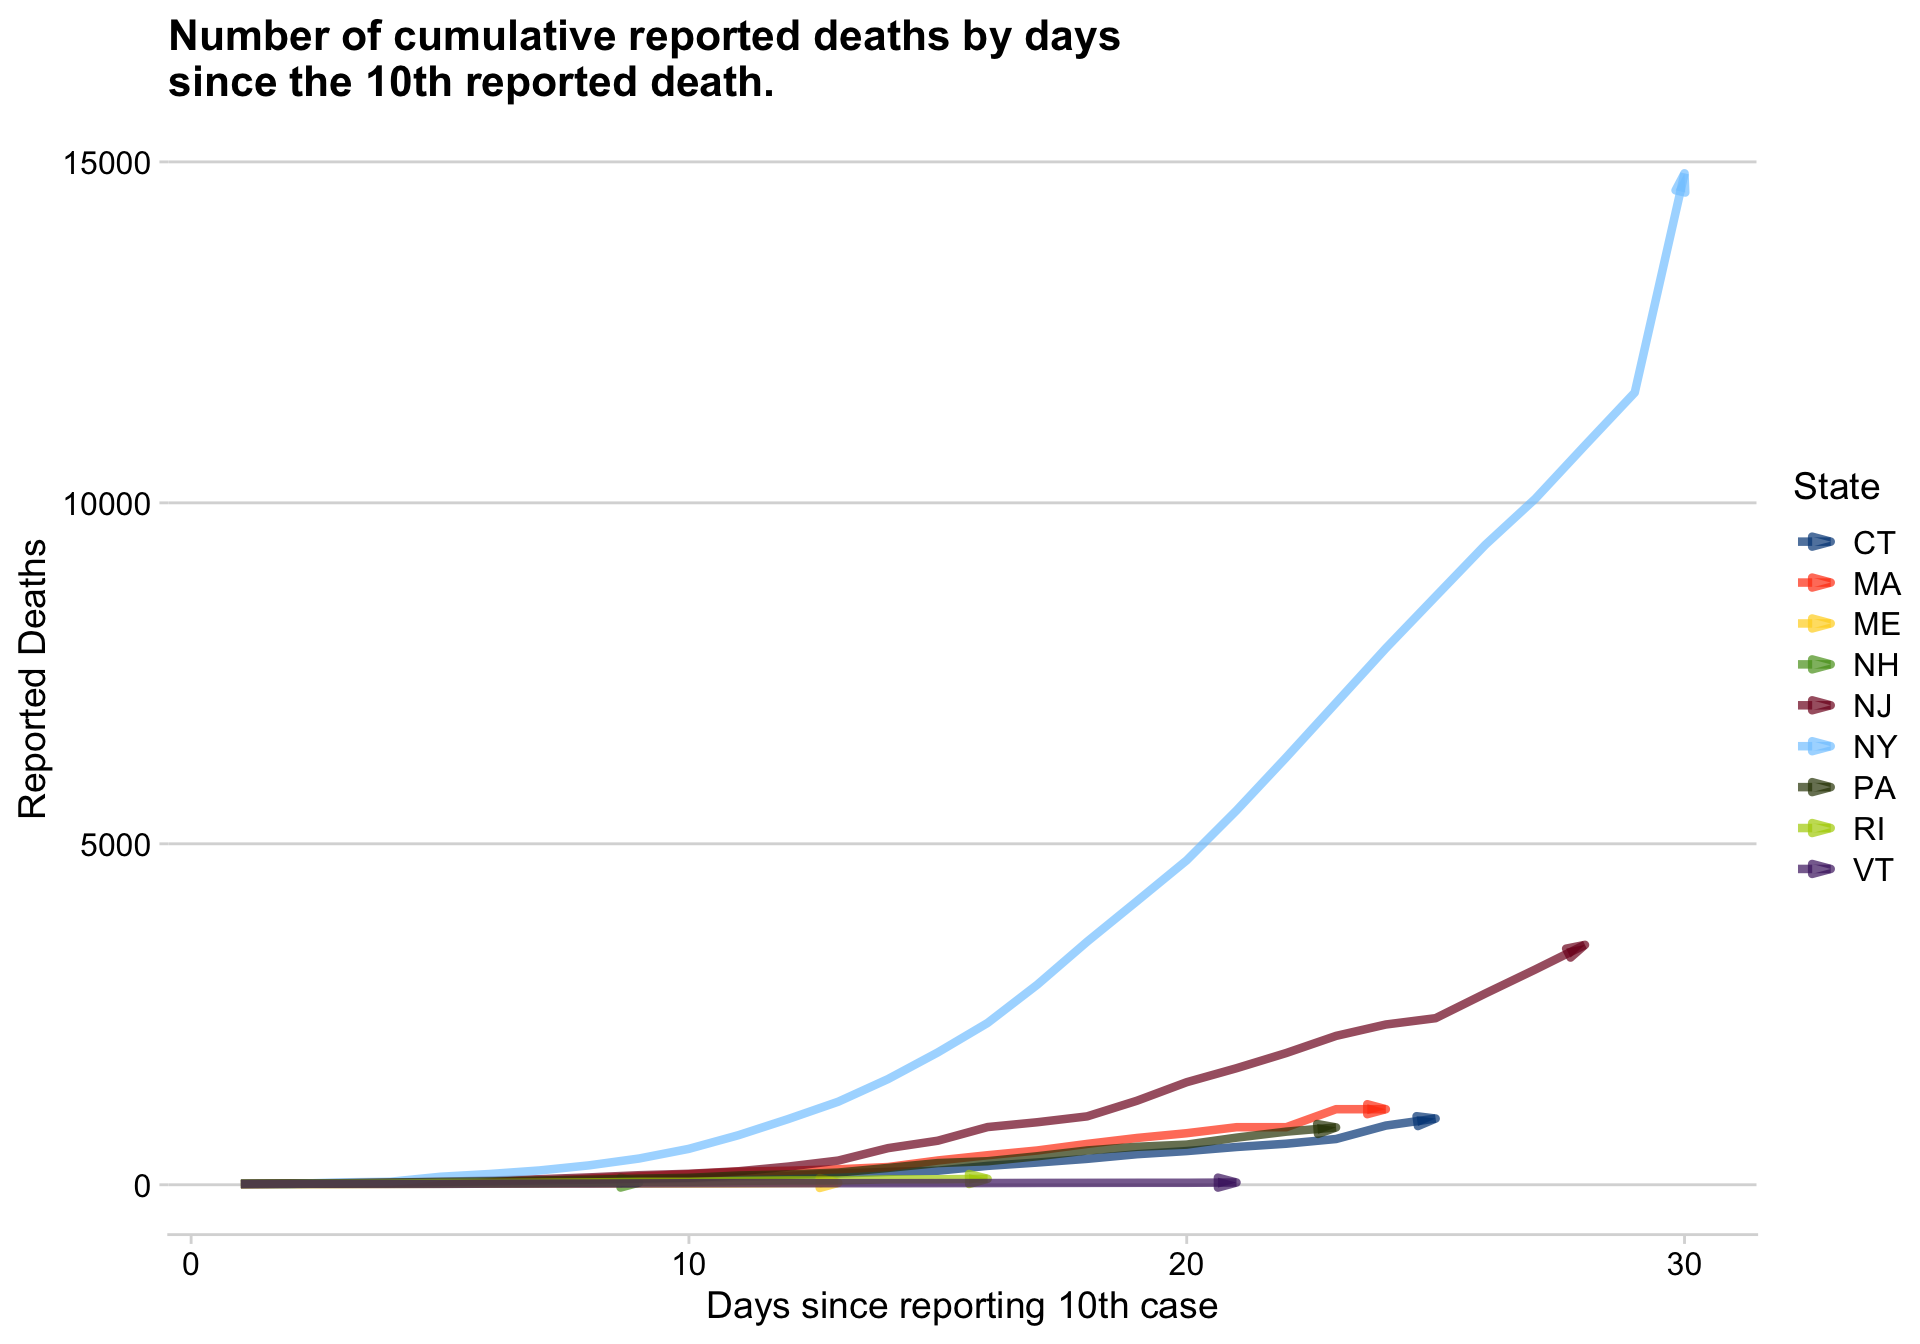 Number of cumulative reported deaths by days
since the 10th reported death.
15000
10000
5000
0
Reported Deaths
0 10 20 30
Days since reporting 10th case
State
CT
MA
ME
NH
NJ
NY
PA
RI
VT